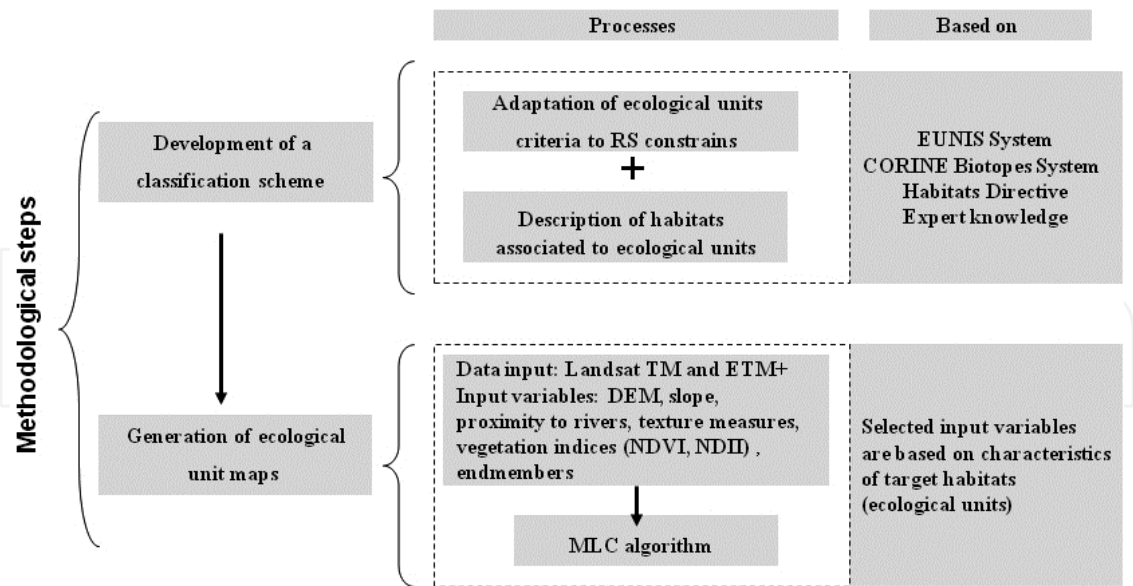 Processes
Based on
Methodological steps
Development of a
classification scheme
Adaptation of ecological units
criteria to RS constrains
+
Description of habitats
associated to ecological units
EUNIS System
CORINE Biotopes System
Habitats Directive
Expert knowledge
Generation of ecological
unit maps
Data input: Landsat TM and ETM+
Input variables: DEM, slope,
proximity to rivers, texture measures,
vegetation indices (NDVI, NDII) ,
endmembers
MLC algorithm
Selected input variables
are based on characteristics
of target habitats
(ecological units)